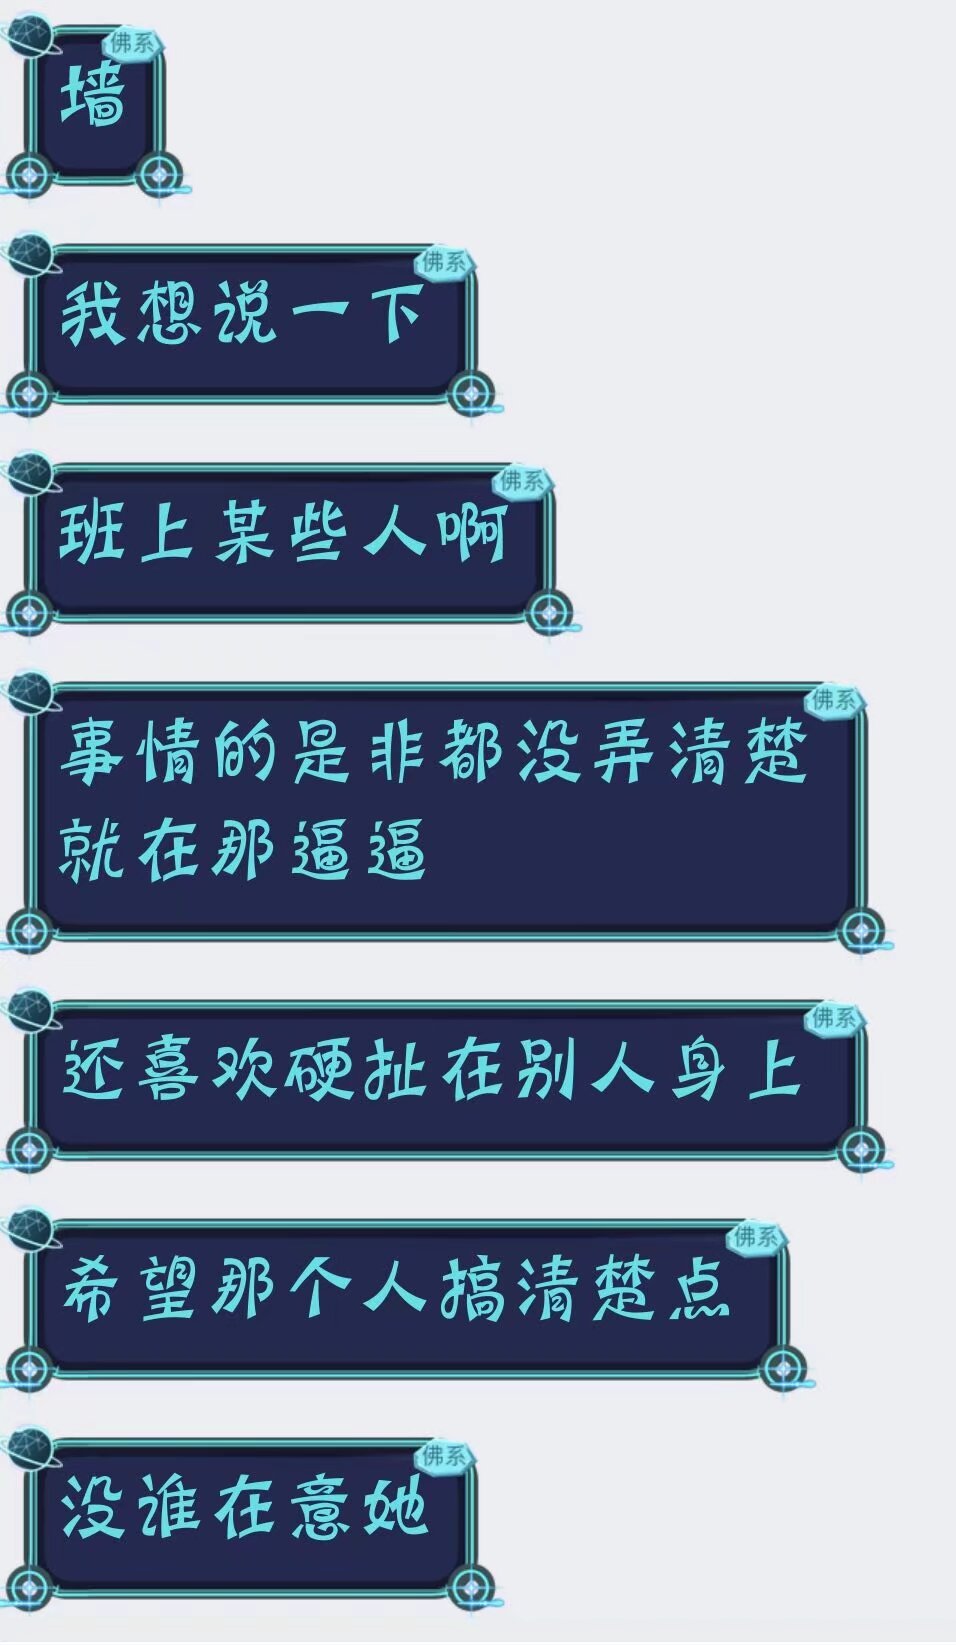 佛系
墙
佛系
我想说一下
佛系
班上某些人啊
佛系
事情的是非都没弄清楚
就在那逼逼
佛系
还喜欢硬扯在别人身上
佛系
希望那个人搞清楚点
佛系
没谁在意她